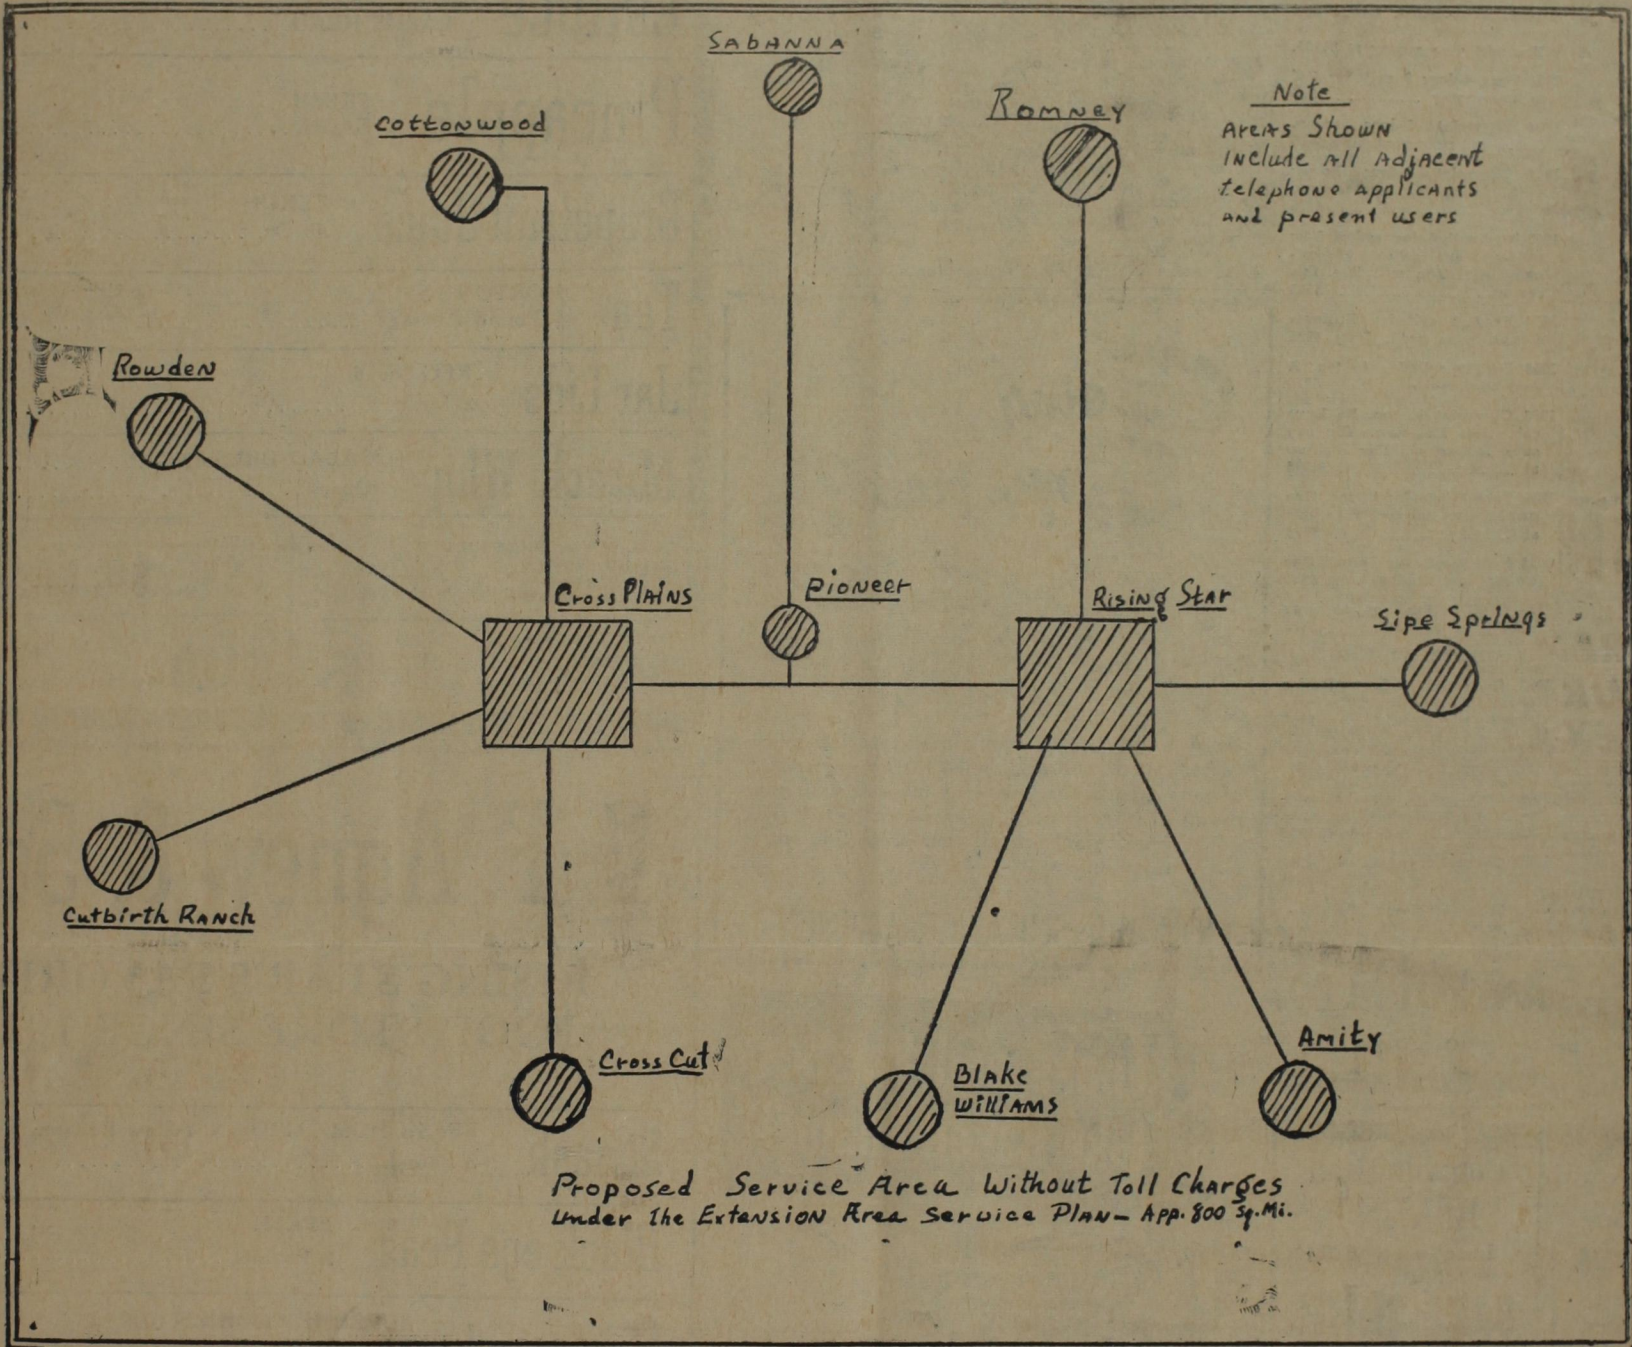 Sabanna
Cottonwood
Romney
Note
Areas Shown
Include All Adjacent
telephone applicants
and present users
Rowden
Cross Plains
Pioneer
Rising Star
Sipe Springs
Cutbirth Ranch
Cross Cut
Blake
Williams
Amity
Proposed Service Area Without Toll Charges
Under The Extension Area Service Plan - App. 800 Sq. Mi.